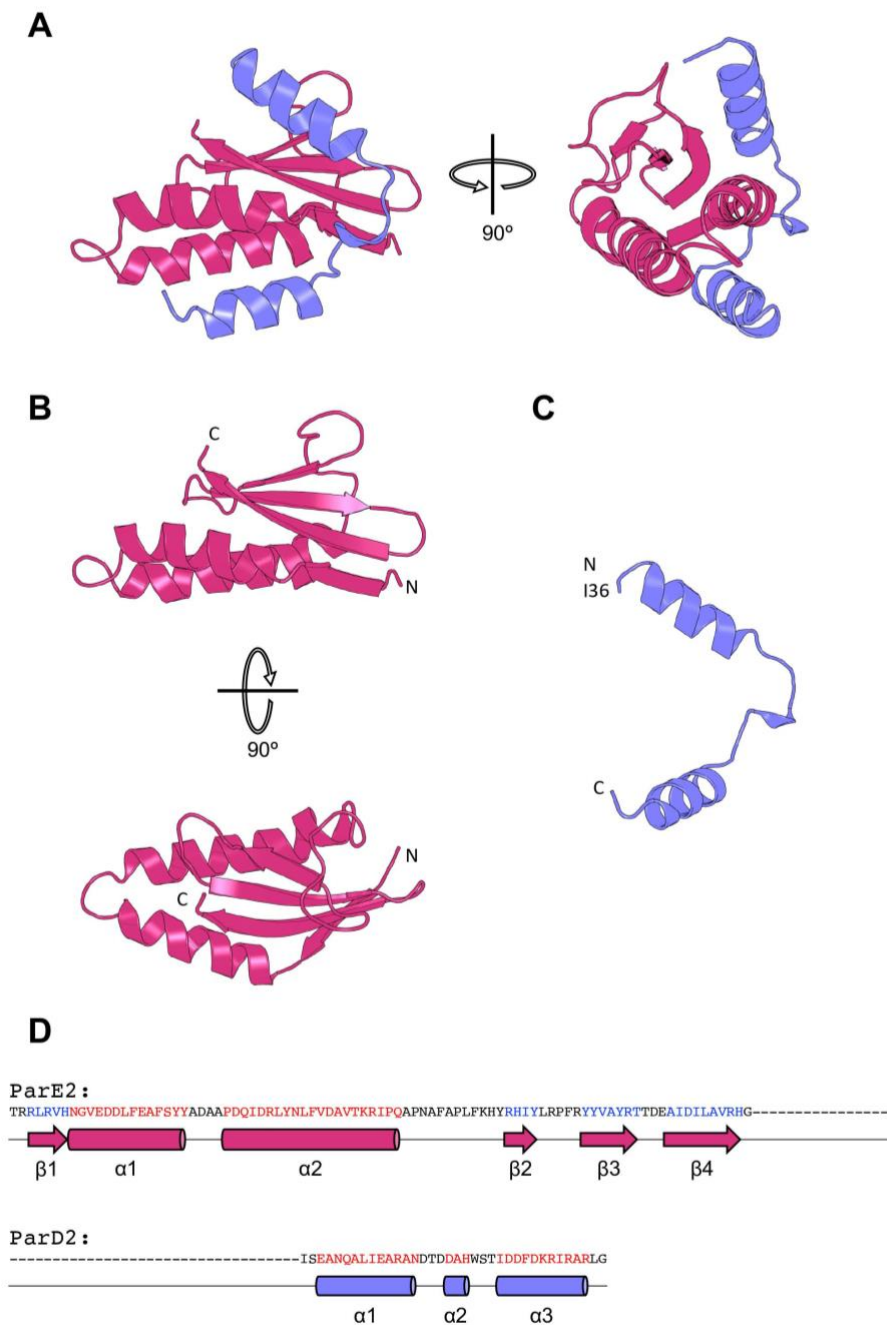 A
90º
B
C
C
N
N
I36
90º
C
N
C
D
ParE2:
TRRLRVHNGVEDDLFEAFSYYADAAPDQIDRLYNLFVDAVTKRIPQAPNAFAPLFKHYRHIYLRPFRYYVAYRTTDEAIDILAVRHG-----------------
β1 α1 α2 β2 β3 β4
ParD2:
-------------------------------------ISEANQALIEARANDTDDAHWSTIDDFDKRIRARLG
α1 α2 α3